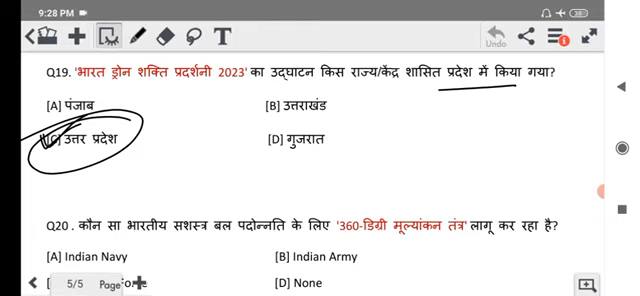 9:28 PM
38
Undo
Q19. 'भारत ड्रोन शक्ति प्रदर्शनी 2023' का उद्घाटन किस राज्य/केंद्र शासित प्रदेश में किया गया?
[A] पंजाब [B] उत्तराखंड
[C] उत्तर प्रदेश [D] गुजरात
Q20 . कौन सा भारतीय सशस्त्र बल पदोन्नति के लिए '360-डिग्री मूल्यांकन तंत्र' लागू कर रहा है?
[A] Indian Navy [B] Indian Army
5/5 Page [D] None